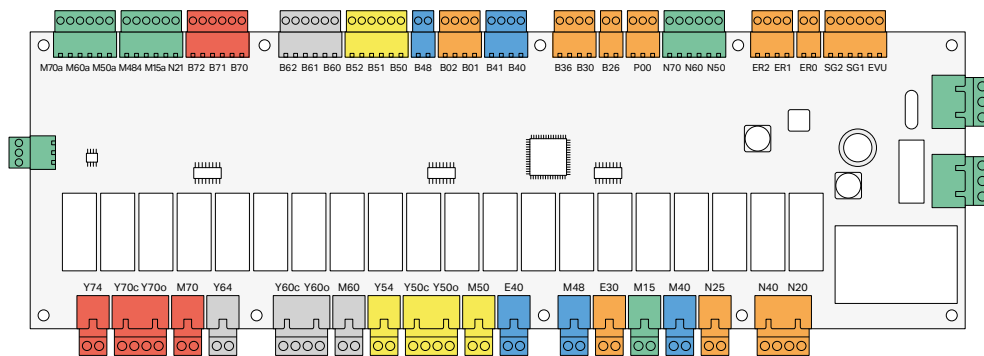 M70a M60a M50a M484 M15a N21 B72 B71 B70 B62 B61 B60 B52 B51 B50 B48 B02 B01 B41 B40 B36 B30 B26 P00 N70 N60 N50 ER2 ER1 ER0 SG2 SG1 EVU
Y74 Y70c Y70o M70 Y64 Y60c Y60o M60 Y54 Y50c Y50o M50 E40 M48 E30 M15 M40 N25 N40 N20